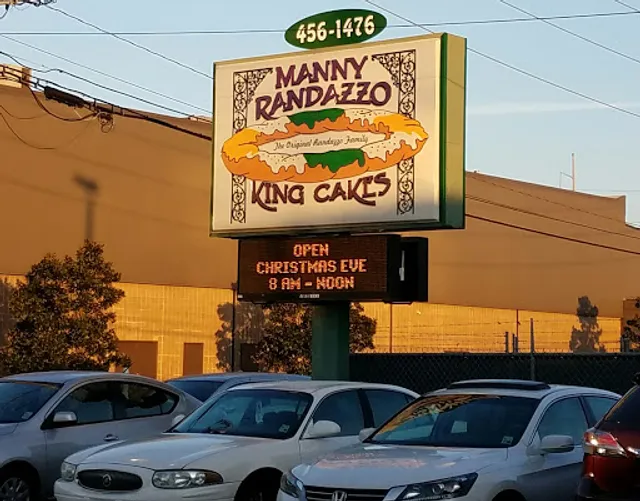 456-1476
MANNY
RANDAZZO
The Original Randazzo Family
KING CAKES
OPEN
CHRISTMAS EVE
8 AM - NOON